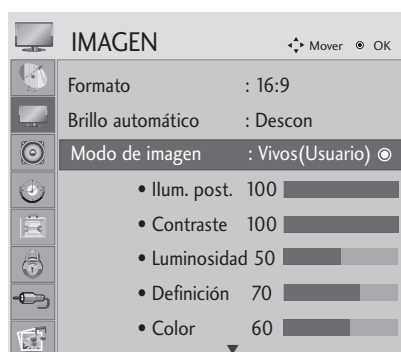 IMAGEN Mover OK
Formato : 16:9
Brillo automático : Descon
Modo de imagen : Vivos(Usuario)
• Ilum. post. 100
• Contraste 100
• Luminosidad 50
• Definición 70
• Color 60